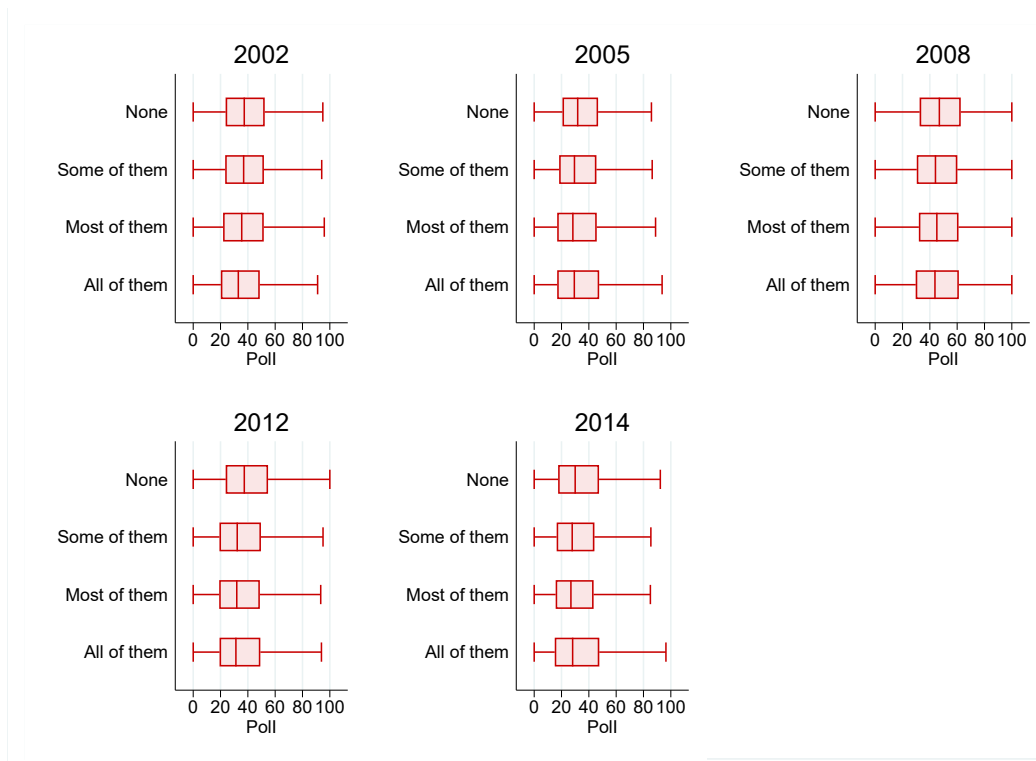 2002
None
Some of them
Most of them
All of them
0 20 40 60 80 100
Poll
2005
None
Some of them
Most of them
All of them
0 20 40 60 80 100
Poll
2008
None
Some of them
Most of them
All of them
0 20 40 60 80 100
Poll
2012
None
Some of them
Most of them
All of them
0 20 40 60 80 100
Poll
2014
None
Some of them
Most of them
All of them
0 20 40 60 80 100
Poll